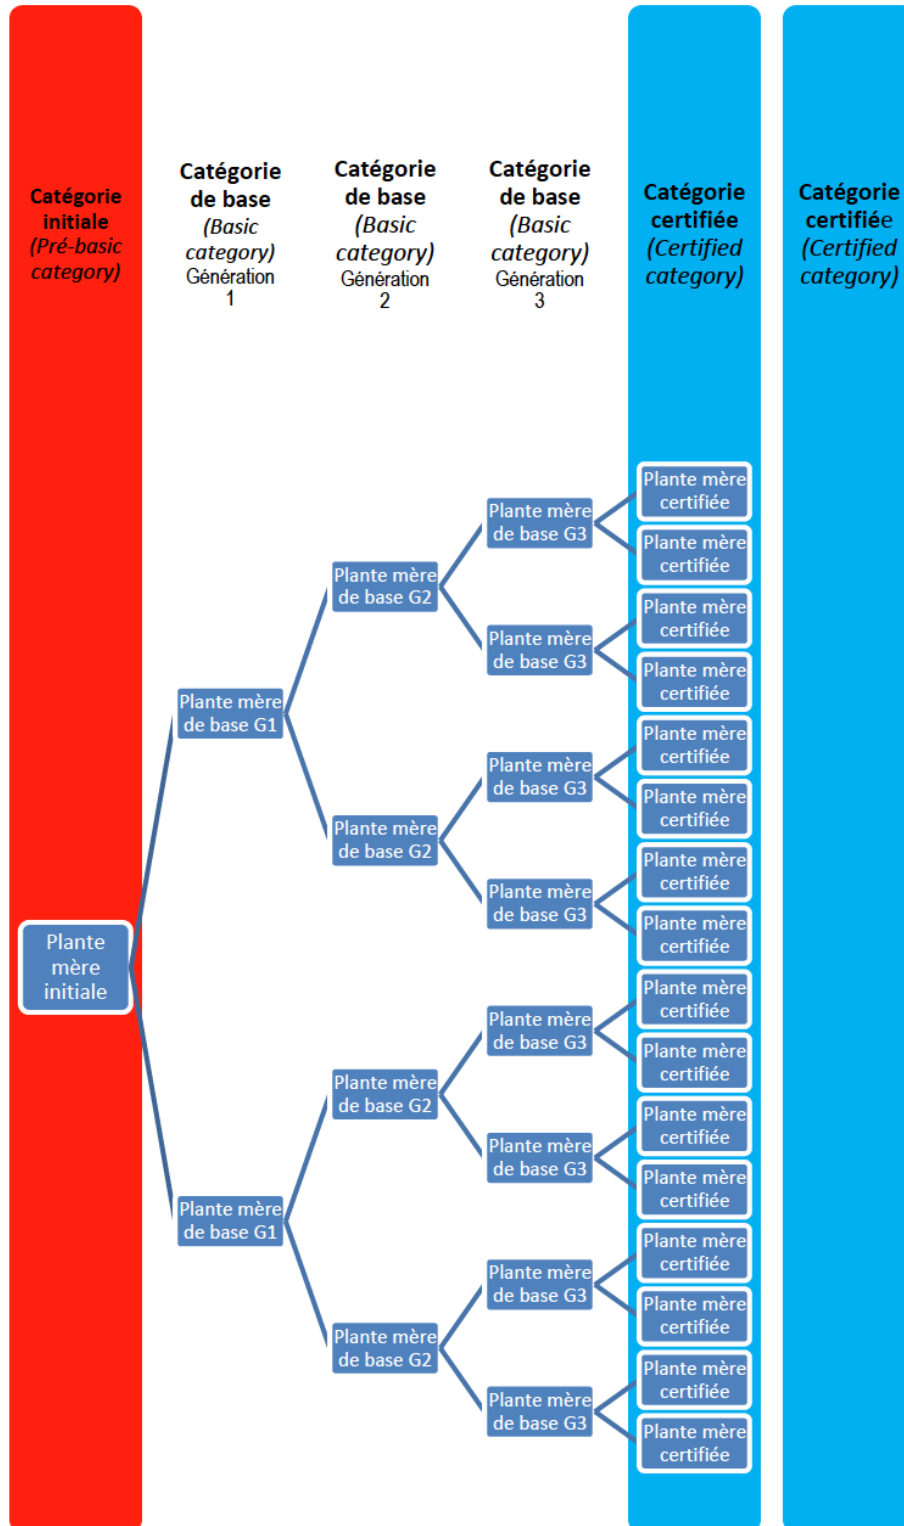 Catégorie
initiale
(Pré-basic
category)
Catégorie
de base
(Basic
category)
Génération
1
Catégorie
de base
(Basic
category)
Génération
2
Catégorie
de base
(Basic
category)
Génération
3
Catégorie
certifiée
(Certified
category)
Catégorie
certifiée
(Certified
category)
Plante
mère
initiale
Plante mère
de base G1
Plante mère
de base G1
Plante mère
de base G2
Plante mère
de base G2
Plante mère
de base G2
Plante mère
de base G2
Plante mère
de base G3
Plante mère
de base G3
Plante mère
de base G3
Plante mère
de base G3
Plante mère
de base G3
Plante mère
de base G3
Plante mère
de base G3
Plante mère
de base G3
Plante mère
certifiée
Plante mère
certifiée
Plante mère
certifiée
Plante mère
certifiée
Plante mère
certifiée
Plante mère
certifiée
Plante mère
certifiée
Plante mère
certifiée
Plante mère
certifiée
Plante mère
certifiée
Plante mère
certifiée
Plante mère
certifiée
Plante mère
certifiée
Plante mère
certifiée
Plante mère
certifiée
Plante mère
certifiée